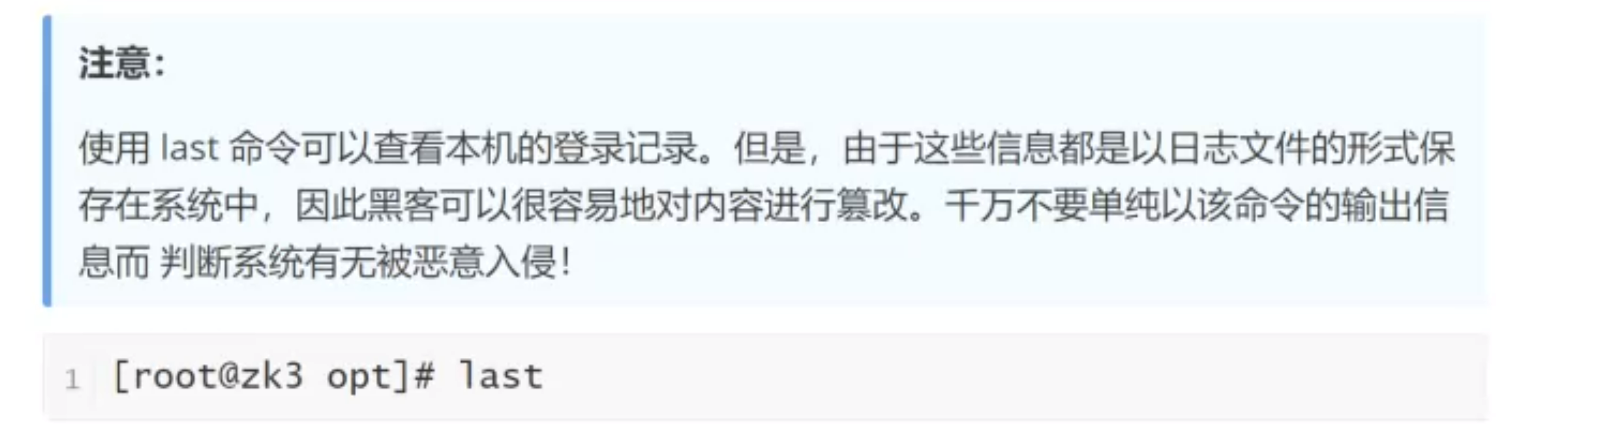 注意：
使用 last 命令可以查看本机的登录记录。但是，由于这些信息都是以日志文件的形式保
存在系统中，因此黑客可以很容易地对内容进行篡改。千万不要单纯以该命令的输出信
息而 判断系统有无被恶意入侵！
1 [root@zk3 opt]# last